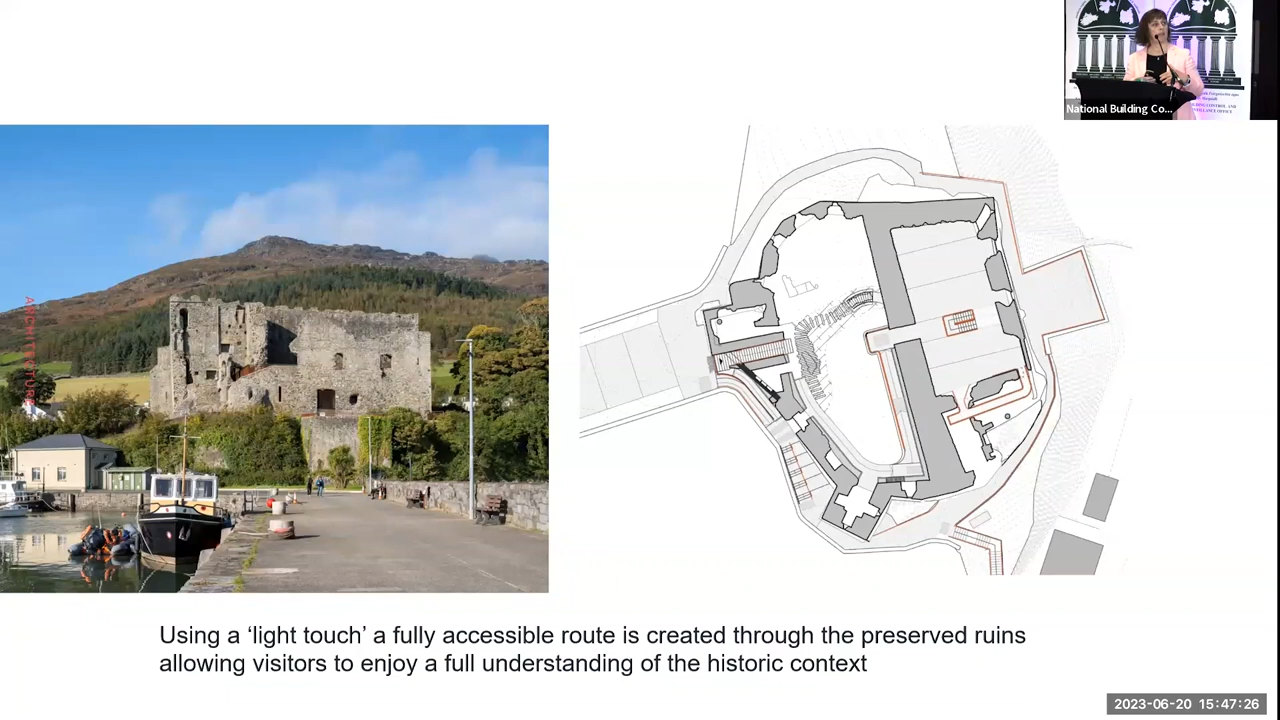 National Building Co...
ARCHITECTURE
Using a ‘light touch’ a fully accessible route is created through the preserved ruins
allowing visitors to enjoy a full understanding of the historic context
2023-06-20 15:47:26